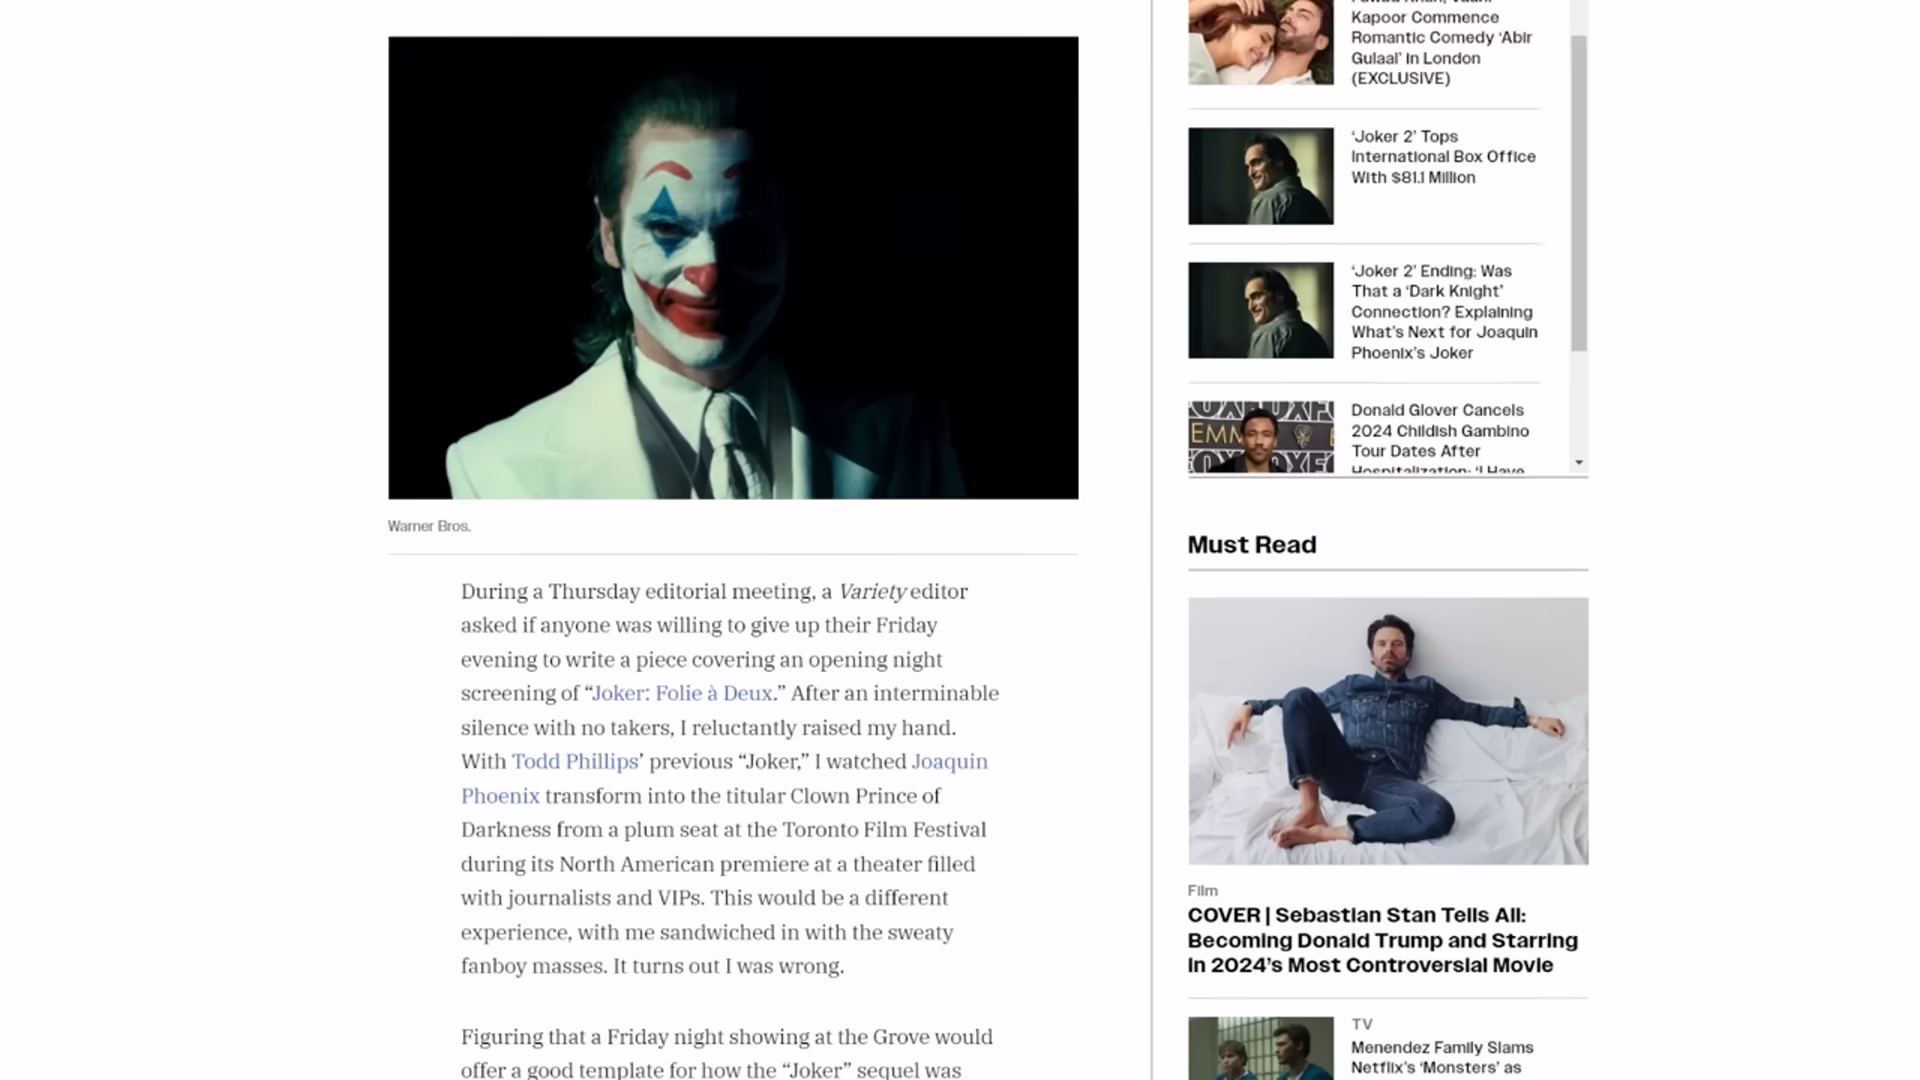 Kapoor Commence
Romantic Comedy ‘Abir
Gulaal’ in London
(EXCLUSIVE)
‘Joker 2’ Tops
International Box Office
With $81.1 Million
‘Joker 2’ Ending: Was
That a ‘Dark Knight’
Connection? Explaining
What’s Next for Joaquin
Phoenix’s Joker
EMM
Donald Glover Cancels
2024 Childish Gambino
Tour Dates After
Hospitalization: ‘I Have
Warner Bros.
During a Thursday editorial meeting, a Variety editor
asked if anyone was willing to give up their Friday
evening to write a piece covering an opening night
screening of “Joker: Folie à Deux.” After an interminable
silence with no takers, I reluctantly raised my hand.
With Todd Phillips’ previous “Joker,” I watched Joaquin
Phoenix transform into the titular Clown Prince of
Darkness from a plum seat at the Toronto Film Festival
during its North American premiere at a theater filled
with journalists and VIPs. This would be a different
experience, with me sandwiched in with the sweaty
fanboy masses. It turns out I was wrong.
Figuring that a Friday night showing at the Grove would
offer a good template for how the “Joker” sequel was
Must Read
Film
COVER | Sebastian Stan Tells All:
Becoming Donald Trump and Starring
in 2024’s Most Controversial Movie
TV
Menendez Family Slams
Netflix’s ‘Monsters’ as